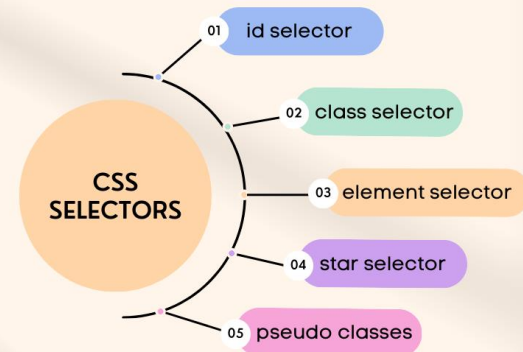 CSS
SELECTORS
01 id selector
02 class selector
03 element selector
04 star selector
05 pseudo classes